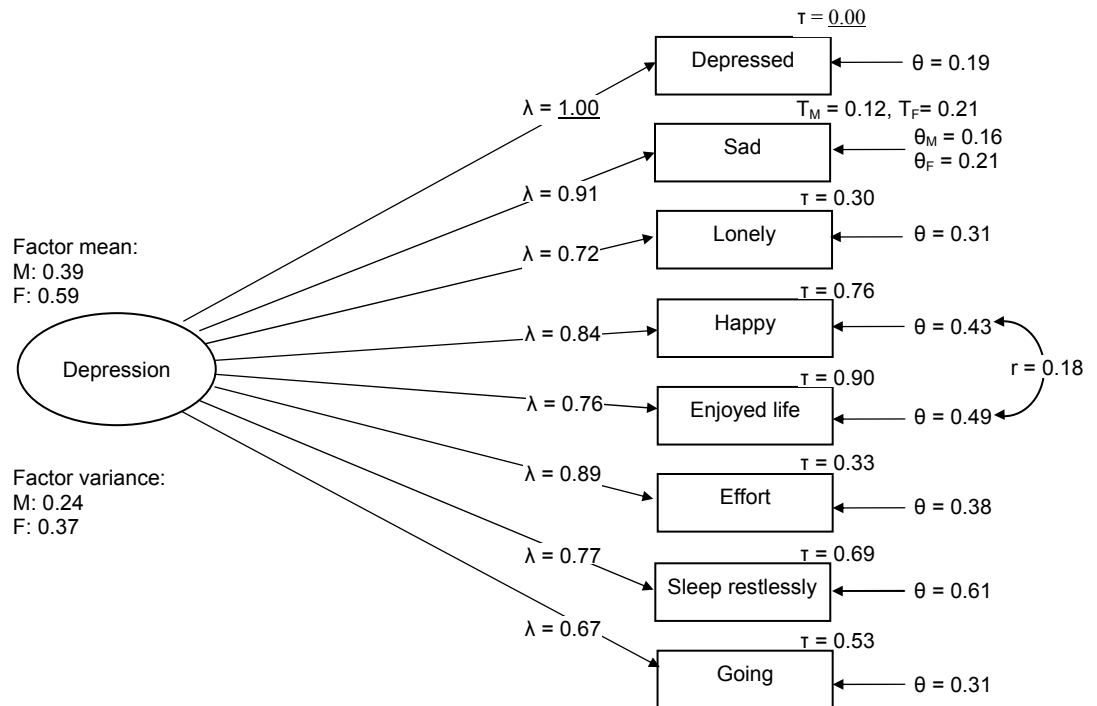 τ = 0.00
Depressed
θ = 0.19
λ = 1.00
T_M = 0.12, T_F= 0.21
Sad
θ_M = 0.16
θ_F = 0.21
λ = 0.91
τ = 0.30
Lonely
θ = 0.31
λ = 0.72
Factor mean:
M: 0.39
F: 0.59
τ = 0.76
Happy
θ = 0.43
λ = 0.84
r = 0.18
Depression
τ = 0.90
Enjoyed life
θ = 0.49
λ = 0.76
Factor variance:
M: 0.24
F: 0.37
τ = 0.33
Effort
θ = 0.38
λ = 0.89
τ = 0.69
Sleep restlessly
θ = 0.61
λ = 0.77
τ = 0.53
Going
θ = 0.31
λ = 0.67